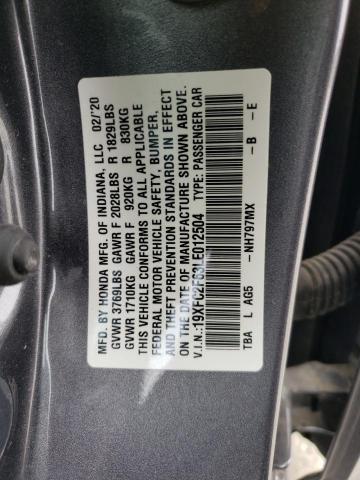 MFG. BY HONDA MFG. OF INDIANA, LLC 02/'20
GVWR 3769LBS GAWR F 2028LBS R 1829LBS
GVWR 1710KG GAWR F 920KG R 830KG
THIS VEHICLE CONFORMS TO ALL APPLICABLE
FEDERAL MOTOR VEHICLE SAFETY, BUMPER,
AND THEFT PREVENTION STANDARDS IN EFFECT
ON THE DATE OF MANUFACTURE SHOWN ABOVE.
V.I.N.:19XFC2F63LE012504 TYPE: PASSENGER CAR
TBA L AG5 -NH797MX -B -E